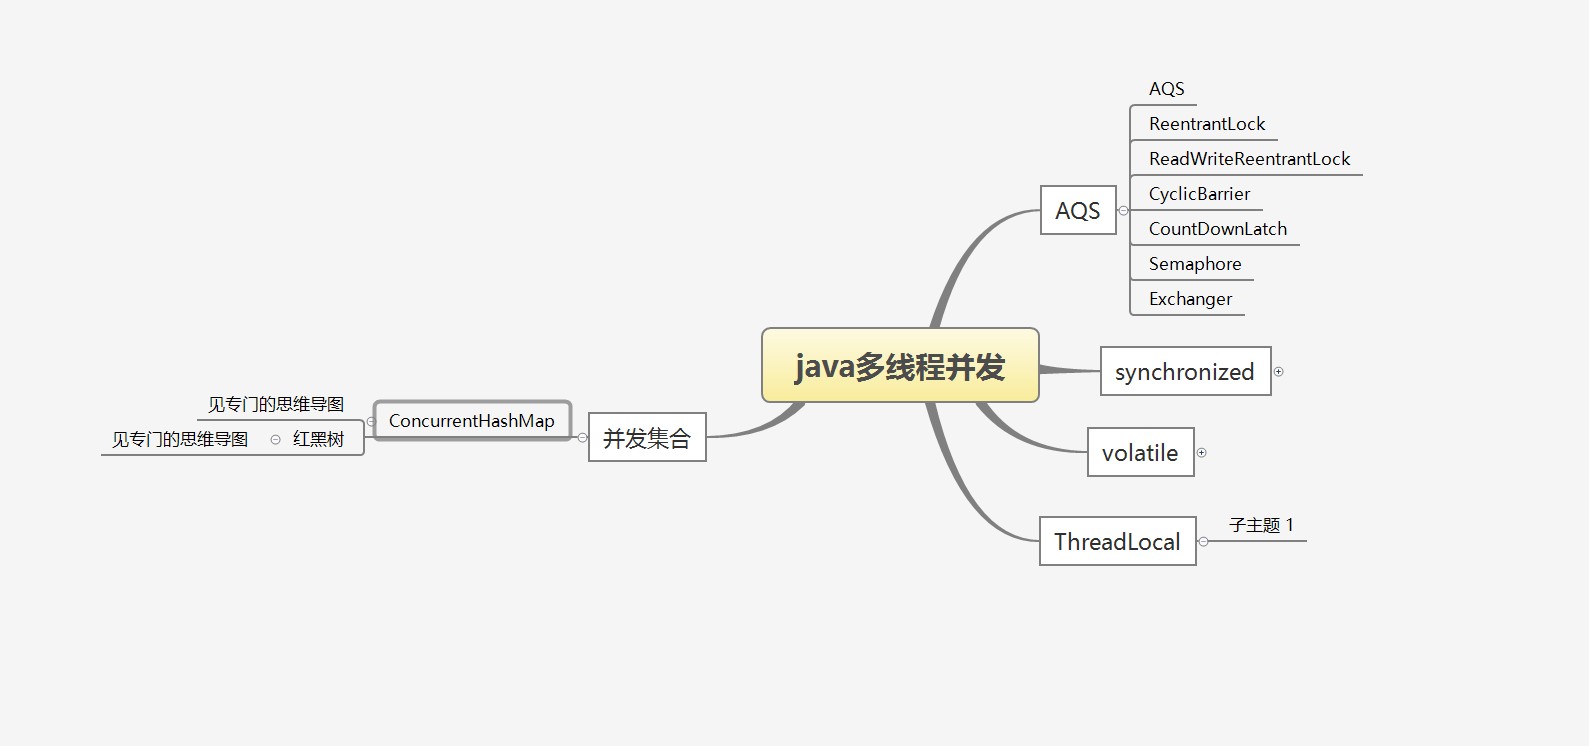 AQS
ReentrantLock
ReadWriteReentrantLock
AQS
CyclicBarrier
CountDownLatch
Semaphore
Exchanger
java多线程并发
synchronized
见专门的思维导图
ConcurrentHashMap
并发集合
见专门的思维导图
红黑树
volatile
子主题 1
ThreadLocal